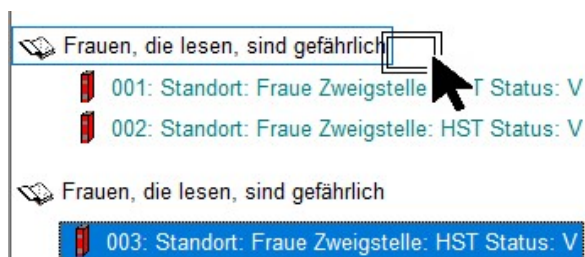 Frauen, die lesen, sind gefährlich
001: Standort: Fraue Zweigstelle T Status: V
002: Standort: Fraue Zweigstelle: HST Status: V
Frauen, die lesen, sind gefährlich
003: Standort: Fraue Zweigstelle: HST Status: V